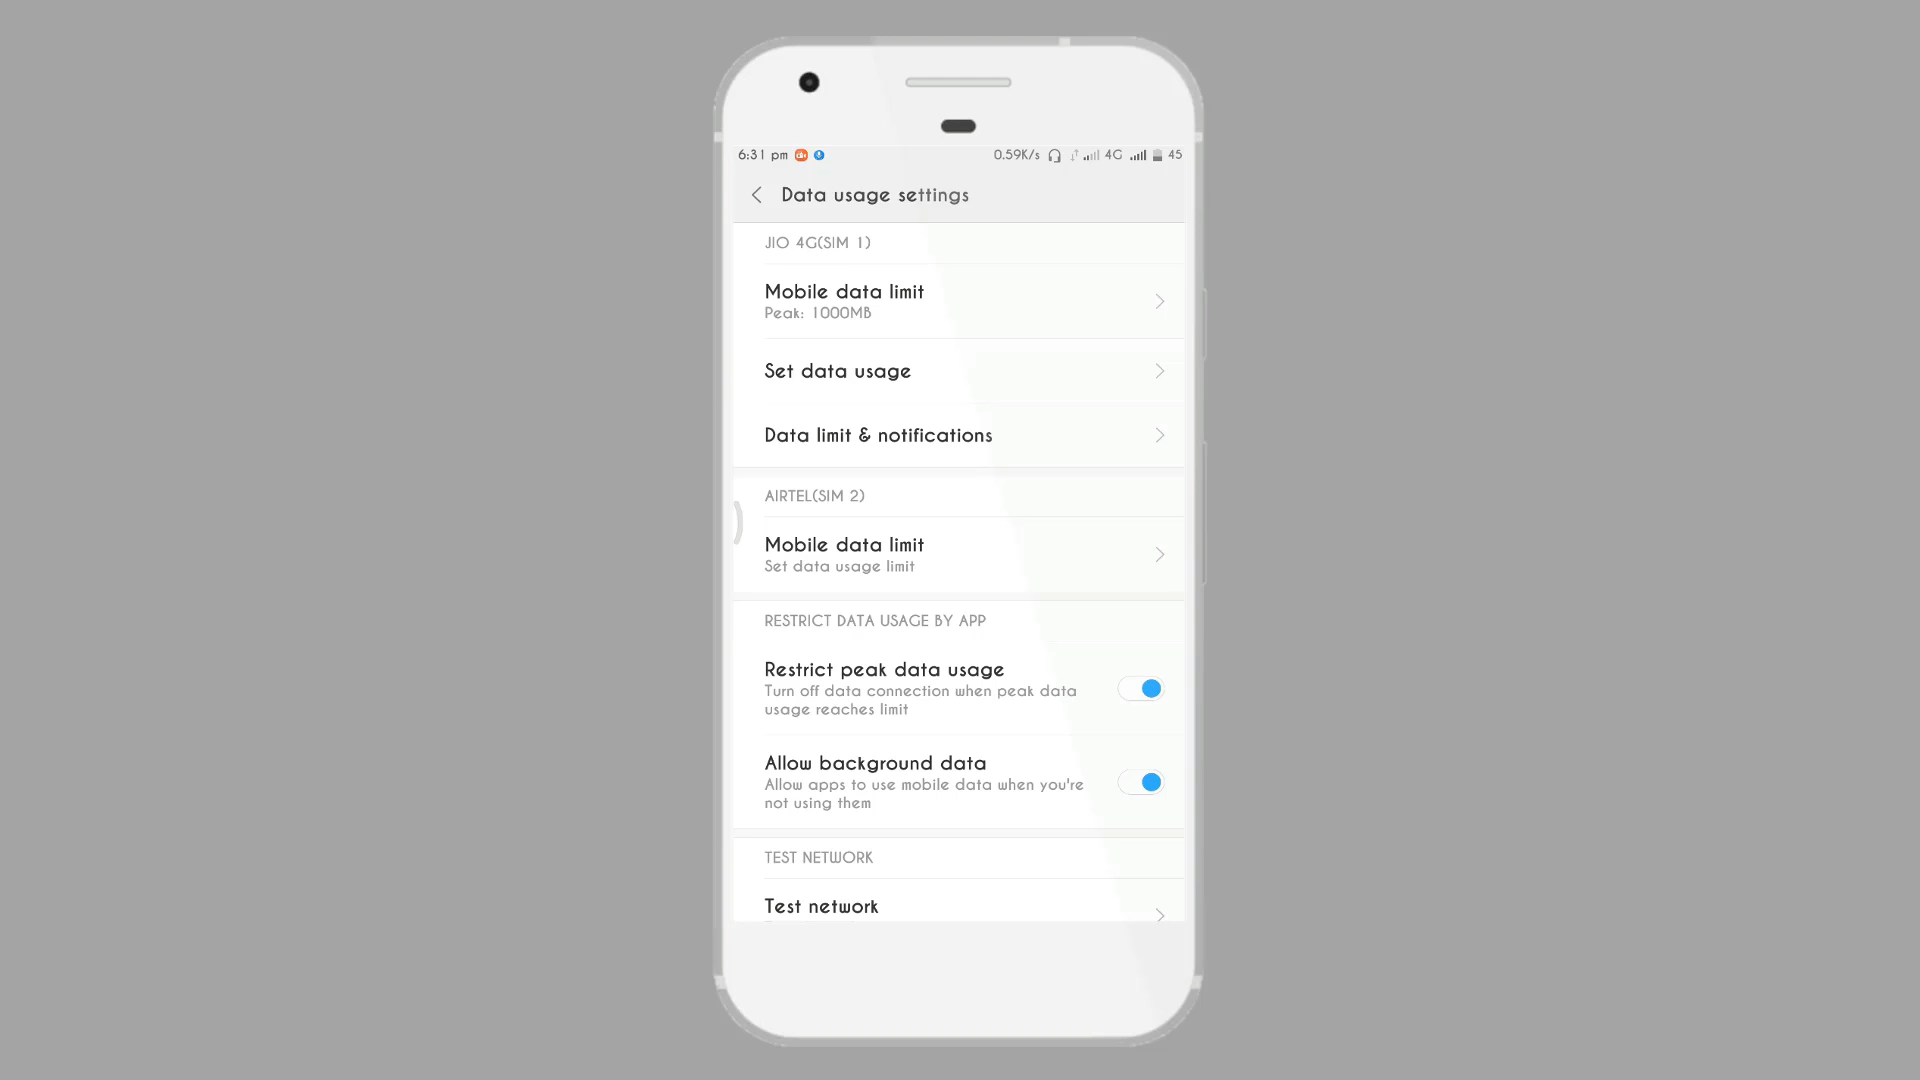 6:31 pm 0.59K/s 4G 45
Data usage settings
JIO 4G(SIM 1)
Mobile data limit
Peak: 1000MB
Set data usage
Data limit & notifications
AIRTEL(SIM 2)
Mobile data limit
Set data usage limit
RESTRICT DATA USAGE BY APP
Restrict peak data usage
Turn off data connection when peak data
usage reaches limit
Allow background data
Allow apps to use mobile data when you're
not using them
TEST NETWORK
Test network